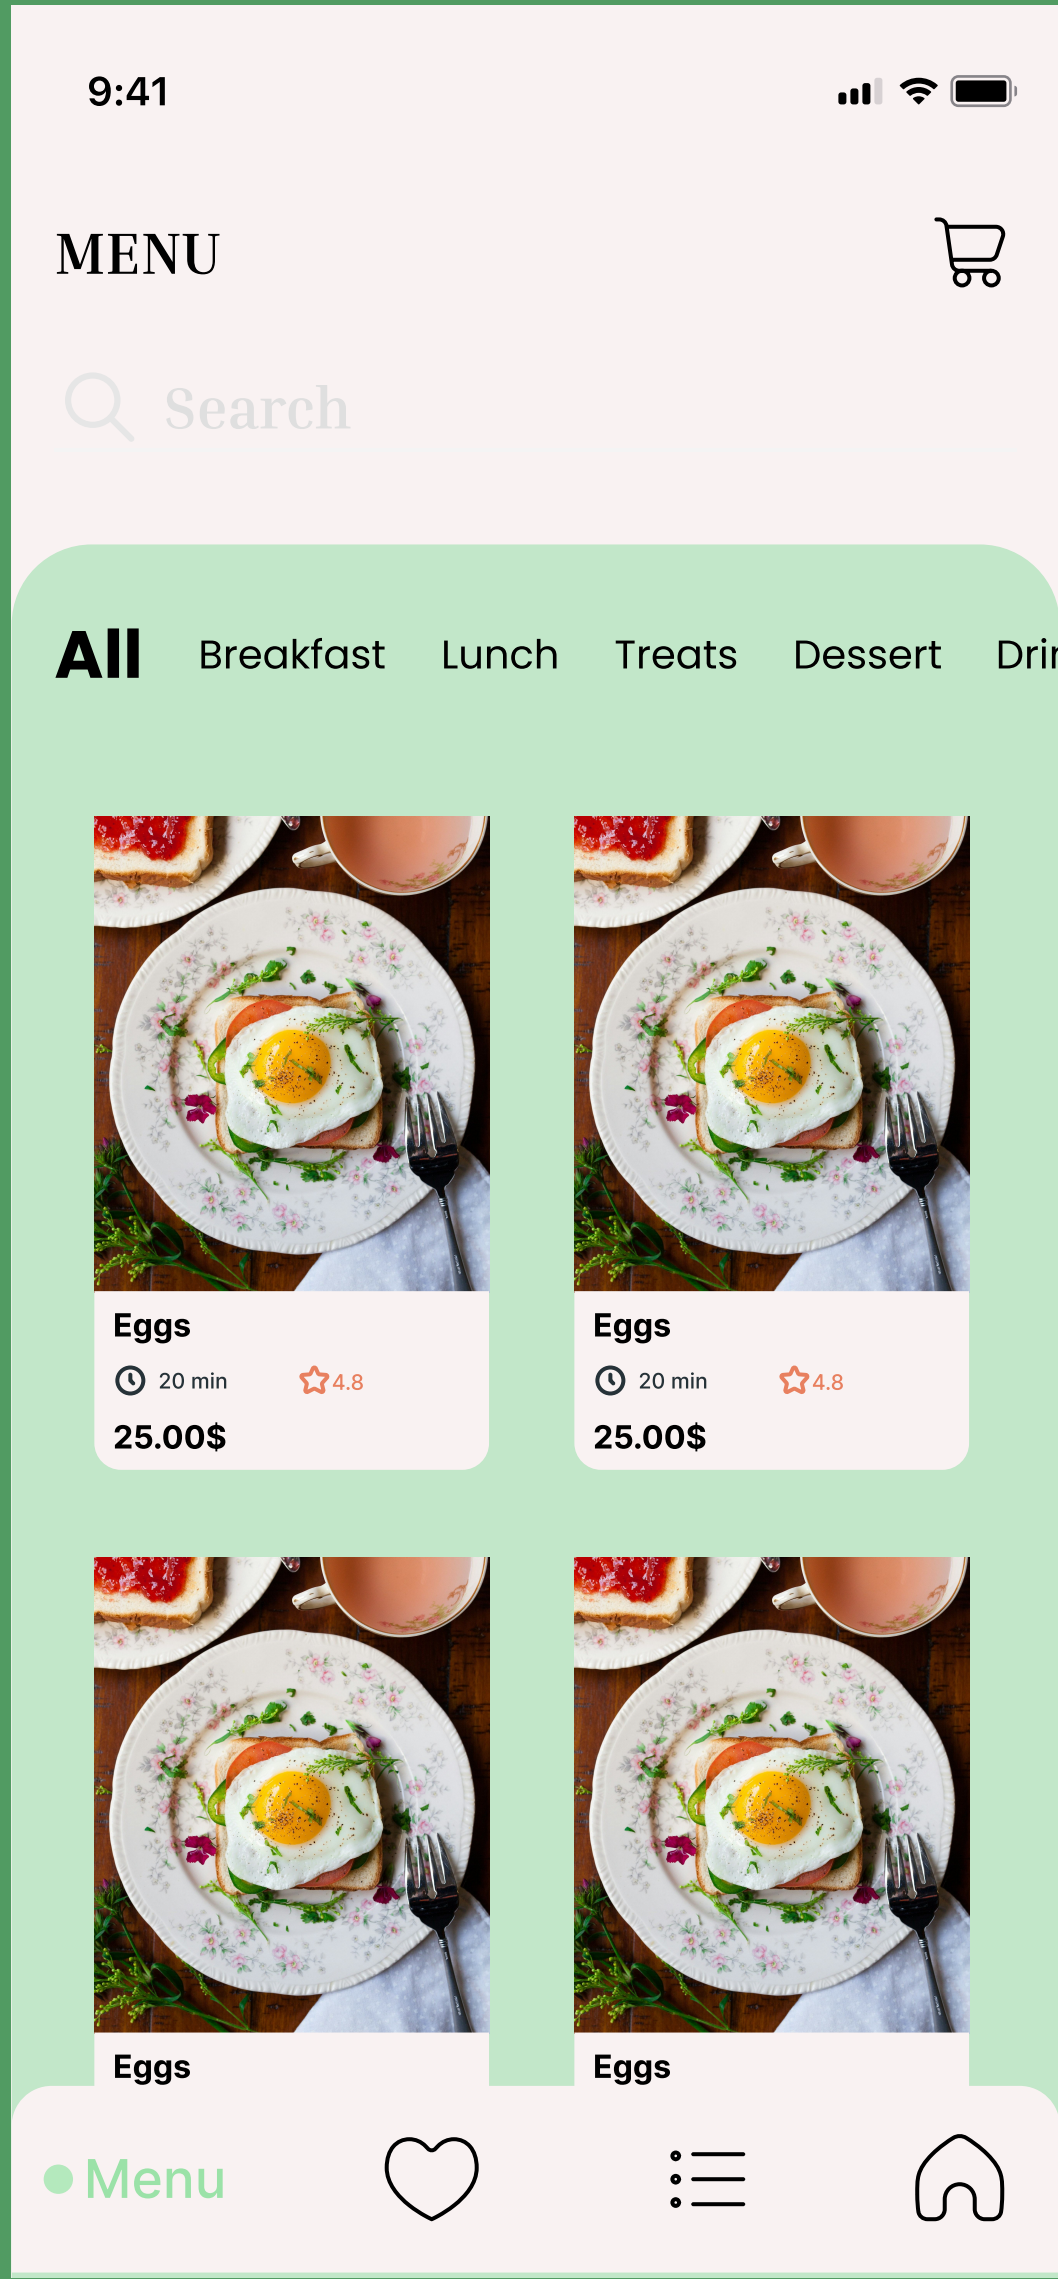 9:41
MENU
Search
All Breakfast Lunch Treats Dessert
Eggs Eggs
20 min 4.8 20 min 4.8
25.00$ 25.00$
Eggs Eggs
Menu